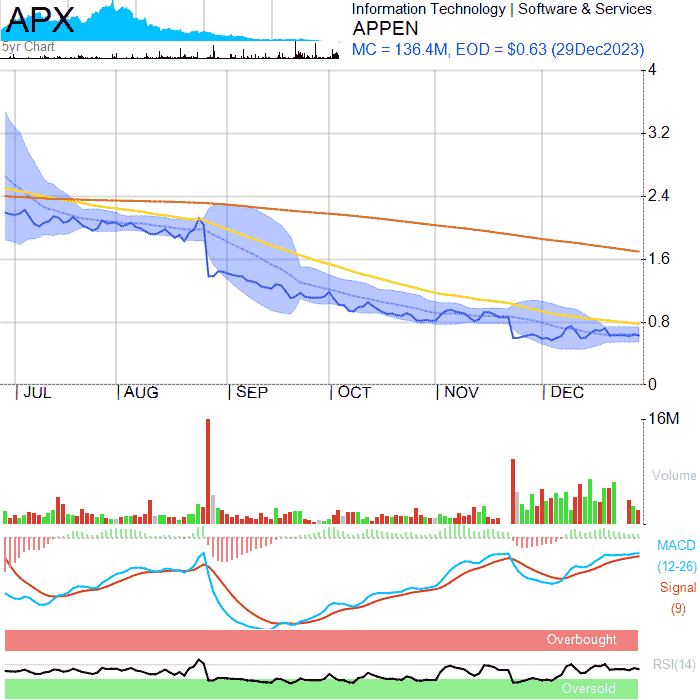 APX
5yr Chart
Information Technology | Software & Services
APPEN
MC = 136.4M, EOD = $0.63 (29Dec2023)
4
3.2
2.4
1.6
0.8
0
JUL AUG SEP OCT NOV DEC
16M
Volume
MACD
(12-26)
Signal
(9)
Overbought
RSI(14)
Oversold